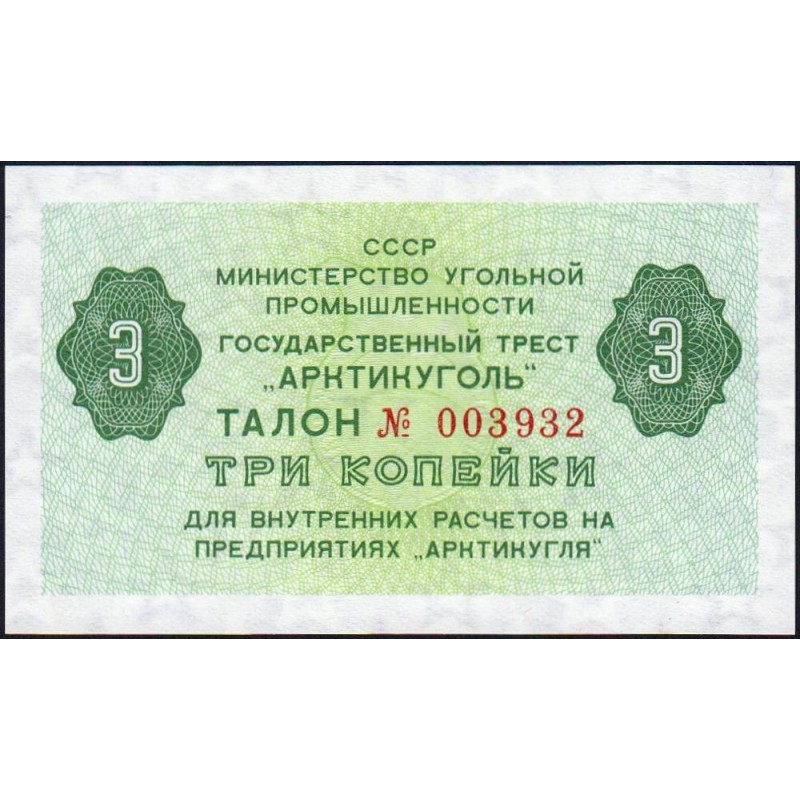 СССР
МИНИСТЕРСТВО УГОЛЬНОЙ
ПРОМЫШЛЕННОСТИ
ГОСУДАРСТВЕННЫЙ ТРЕСТ
3 „АРКТИКУГОЛЬ" 3
ТАЛОН № 003932
ТРИ КОПЕЙКИ
ДЛЯ ВНУТРЕННИХ РАСЧЕТОВ НА
ПРЕДПРИЯТИЯХ „АРКТИКУГЛЯ"